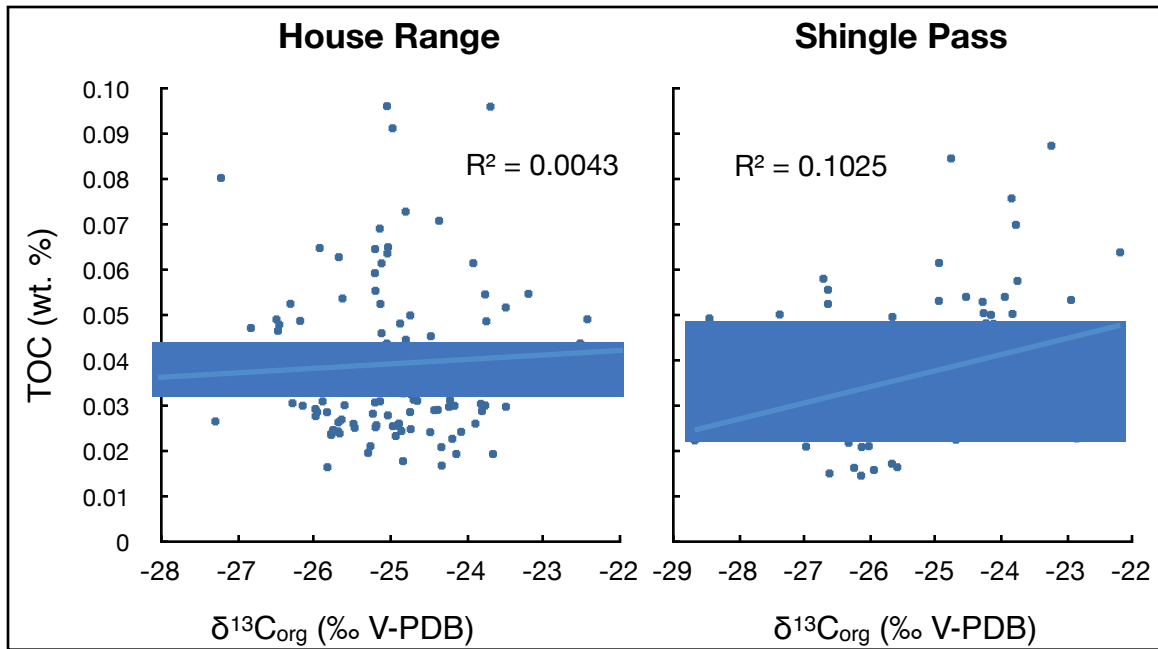 House Range
Shingle Pass
TOC (wt. %)
0.10
0.09
0.08
0.07
0.06
0.05
0.04
0.03
0.02
0.01
0
R² = 0.0043
R² = 0.1025
-28 -27 -26 -25 -24 -23 -22
-29 -28 -27 -26 -25 -24 -23 -22
δ¹³Corg (‰ V-PDB)
δ¹³Corg (‰ V-PDB)